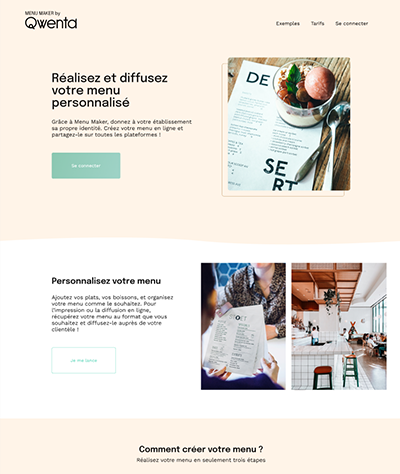 MENU MAKER by
Qwenta
Exemples Tarifs Se connecter
Réalisez et diffusez
votre menu
personnalisé
Grâce à Menu Maker, donnez à votre établissement
sa propre identité. Créez votre menu en ligne et
partagez-le sur toutes les plateformes !
Se connecter
DE
SE
RT
Personnalisez votre menu
Ajoutez vos plats, vos boissons, et organisez
votre menu comme le souhaitez. Pour
l'impression ou la diffusion en ligne,
récupérez votre menu au format que vous
souhaitez et diffusez-le auprès de votre
clientèle !
Je me lance
Comment créer votre menu ?
Réalisez votre menu en seulement trois étapes